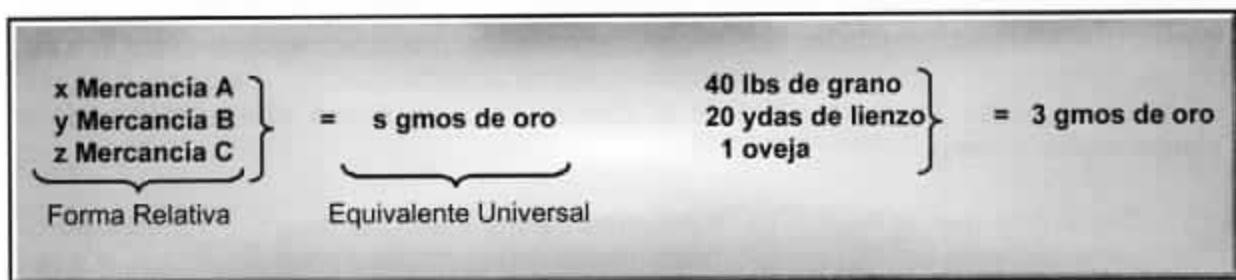 x Mercancía A
y Mercancía B = s gmos de oro
z Mercancía C
Forma Relativa Equivalente Universal
40 lbs de grano
20 ydas de lienzo = 3 gmos de oro
1 oveja